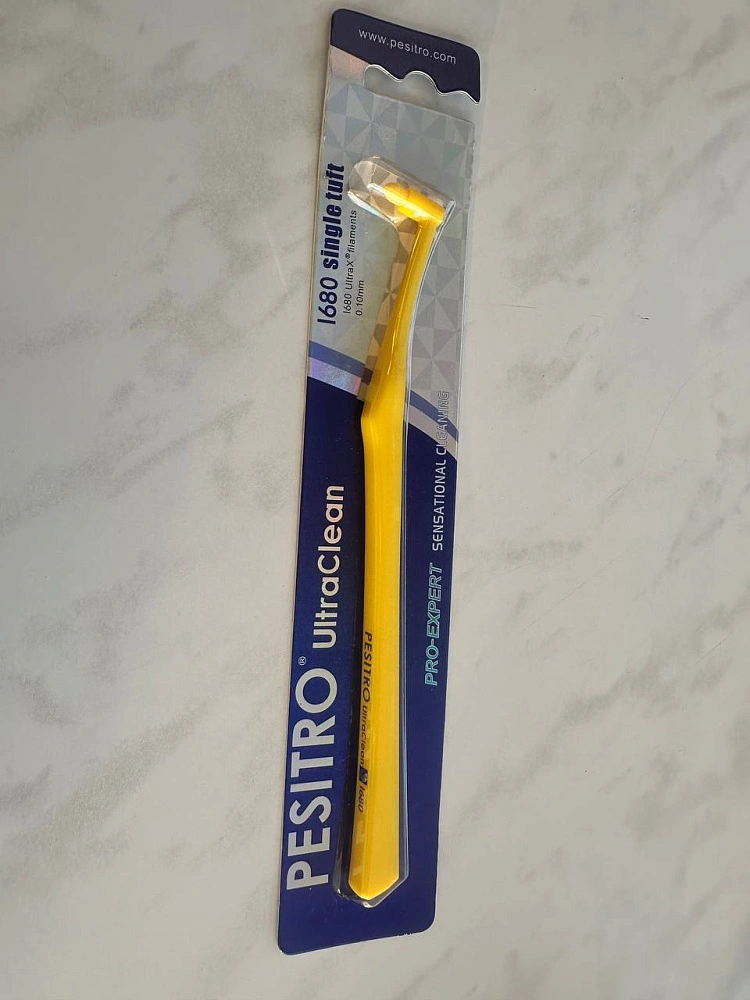 www.pesitro.com
1680 single tuft
1680 UltraX® filaments
0.10mm
PESITRO® UltraClean
PRO-EXPERT SENSATIONAL CLEANING
PESITRO UltraClean 1680